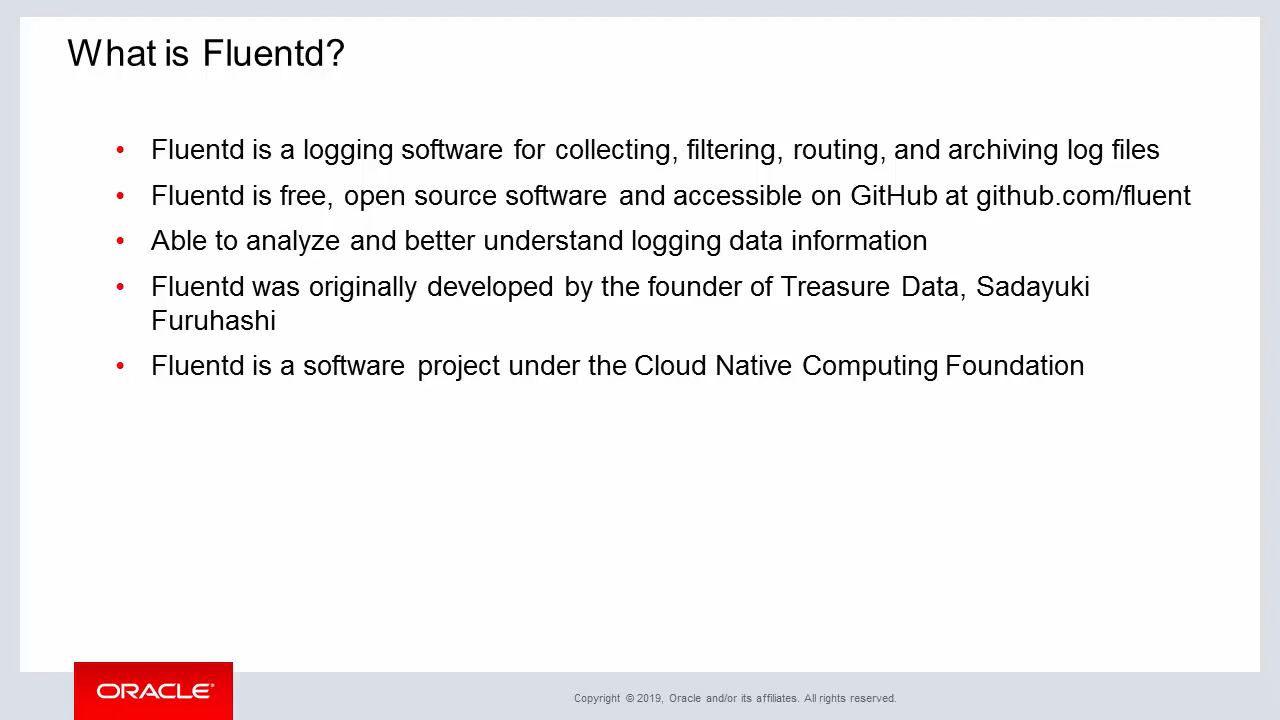 What is Fluentd?
• Fluentd is a logging software for collecting, filtering, routing, and archiving log files
• Fluentd is free, open source software and accessible on GitHub at github.com/fluent
• Able to analyze and better understand logging data information
• Fluentd was originally developed by the founder of Treasure Data, Sadayuki
Furuhashi
• Fluentd is a software project under the Cloud Native Computing Foundation
ORACLE®
Copyright © 2019, Oracle and/or its affiliates. All rights reserved.